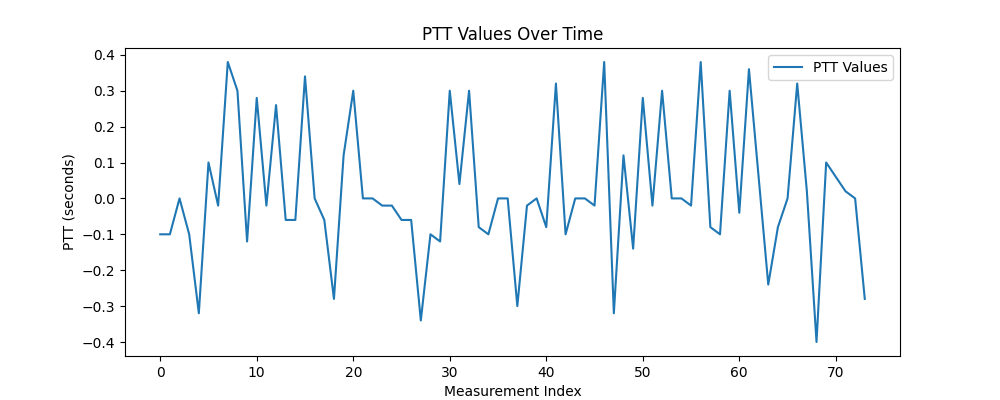 PTT Values Over Time
PTT Values
PTT (seconds)
0.4
0.3
0.2
0.1
0.0
−0.1
−0.2
−0.3
−0.4
0 10 20 30 40 50 60 70
Measurement Index